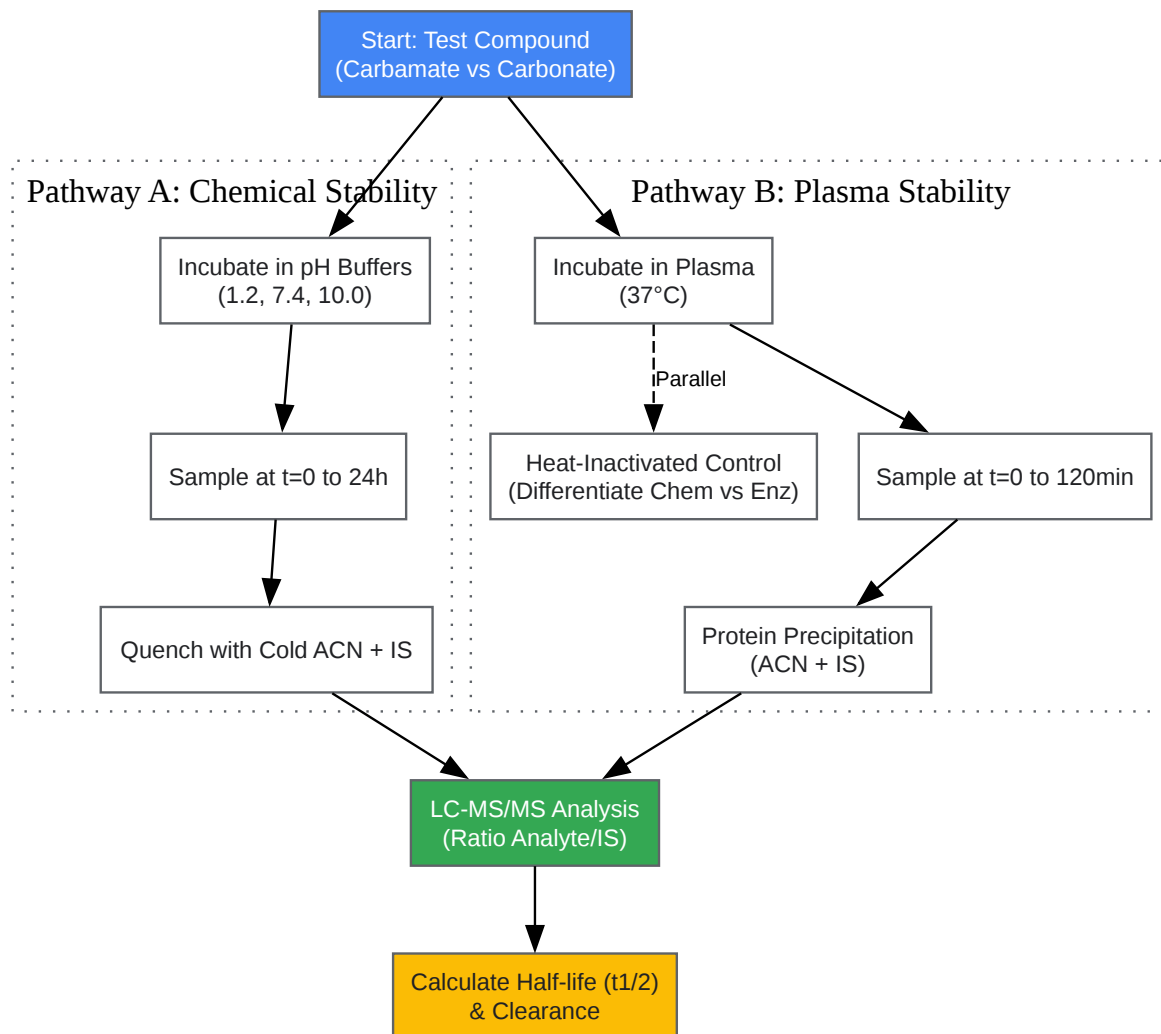 Start: Test Compound
(Carbamate vs Carbonate)
Pathway A: Chemical Stability
Pathway B: Plasma Stability
Incubate in pH Buffers
(1.2, 7.4, 10.0)
Incubate in Plasma
(37°C)
Parallel
Sample at t=0 to 24h
Heat-Inactivated Control
(Differentiate Chem vs Enz)
Sample at t=0 to 120min
Quench with Cold ACN + IS
Protein Precipitation
(ACN + IS)
LC-MS/MS Analysis
(Ratio Analyte/IS)
Calculate Half-life (t1/2)
& Clearance